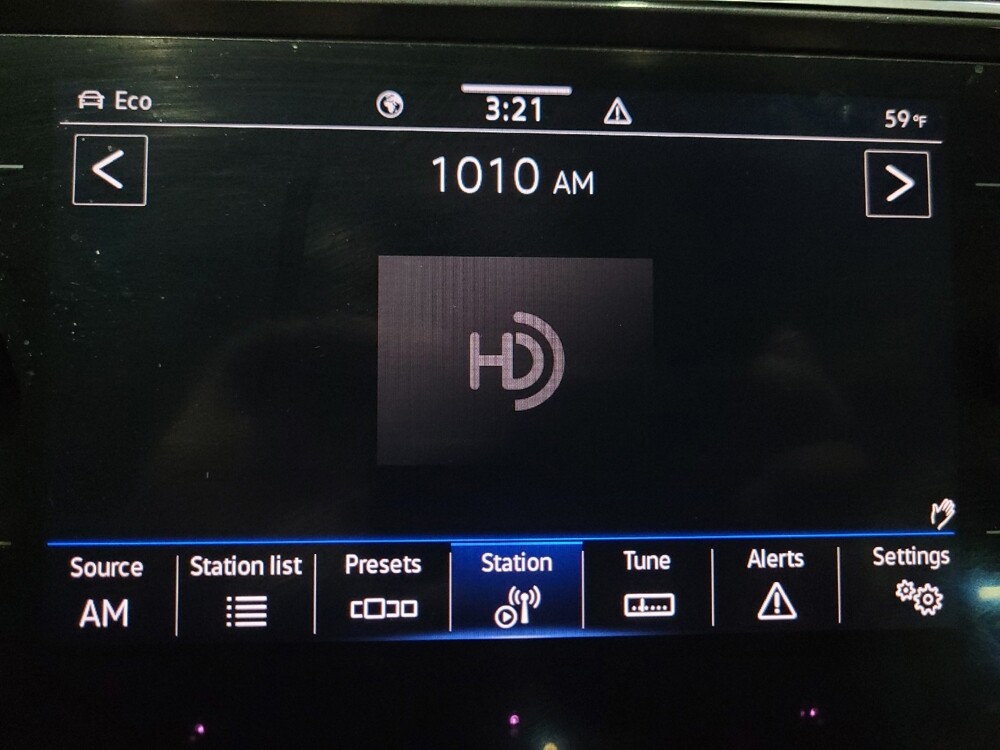 Eco
3:21
59°F
1010 AM
HD
Source
Station list
Presets
Station
Tune
Alerts
Settings
AM